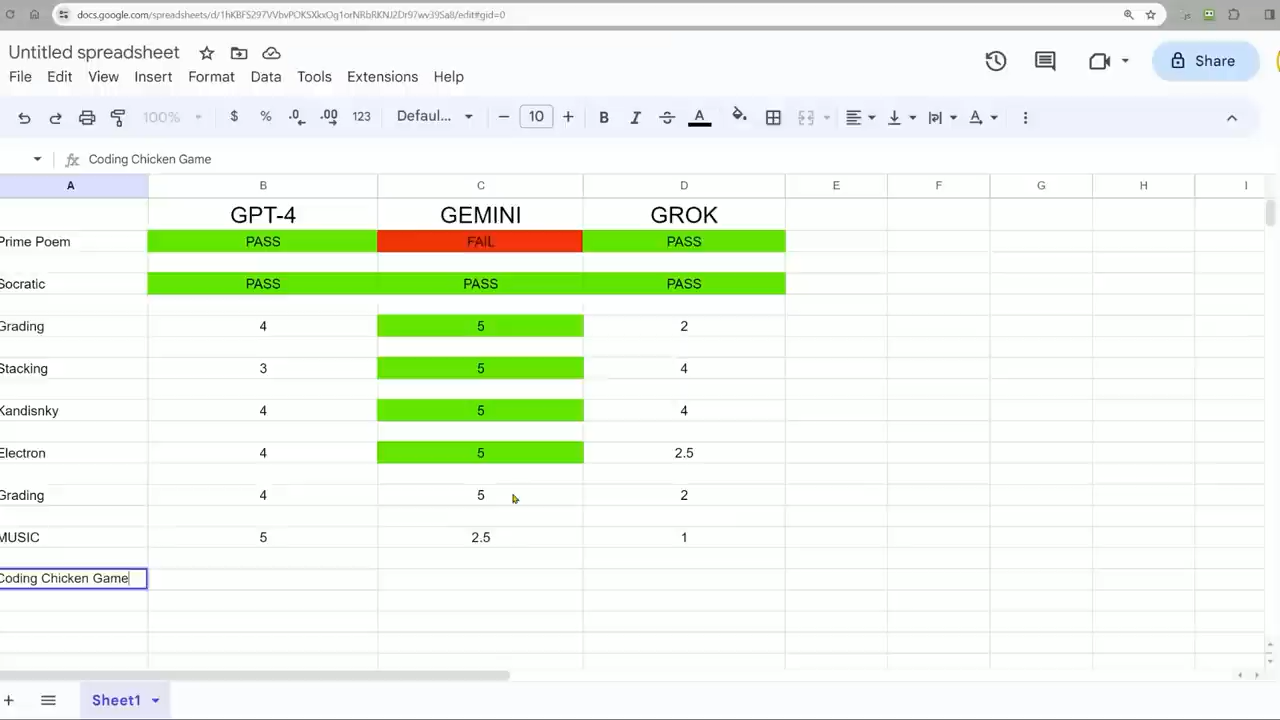 docs.google.com/spreadsheets/d/1hKBFS297VVbvPOKSXkxOg1orNRbRKNJ2Dr97wv39Sa8/edit#gid=0
Untitled spreadsheet
Share
File Edit View Insert Format Data Tools Extensions Help
100% $ % .0 .00 123 Defaul... 10 B I A
Coding Chicken Game
A B C D E F G H I
GPT-4 GEMINI GROK
Prime Poem PASS FAIL PASS
Socratic PASS PASS PASS
Grading 4 5 2
Stacking 3 5 4
Kandisnky 4 5 4
Electron 4 5 2.5
Grading 4 5 2
MUSIC 5 2.5 1
Coding Chicken Game
Sheet1